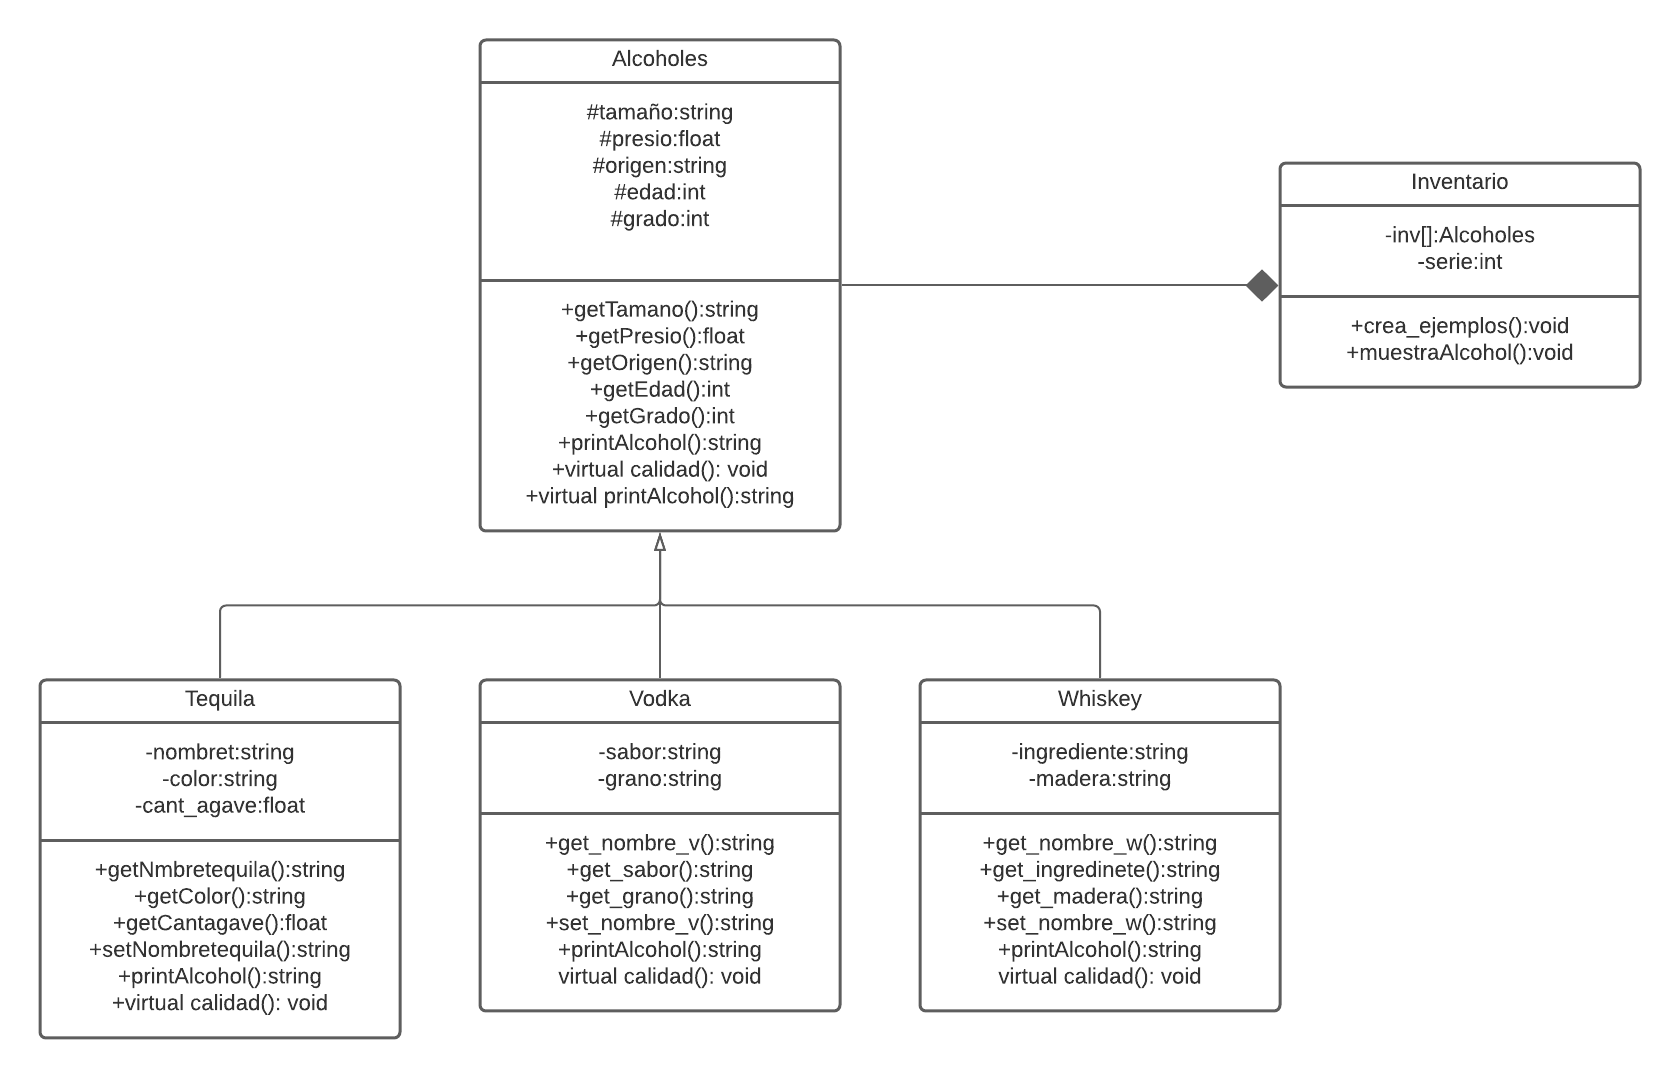 Alcoholes
#tamaño:string
#presio:float
#origen:string
#edad:int
#grado:int
+getTamano():string
+getPresio():float
+getOrigen():string
+getEdad():int
+getGrado():int
+printAlcohol():string
+virtual calidad(): void
+virtual printAlcohol():string
Inventario
-inv[]:Alcoholes
-serie:int
+crea_ejemplos():void
+muestraAlcohol():void
Tequila
-nombret:string
-color:string
-cant_agave:float
+getNmbretequila():string
+getColor():string
+getCantagave():float
+setNombretequila():string
+printAlcohol():string
+virtual calidad(): void
Vodka
-sabor:string
-grano:string
+get_nombre_v():string
+get_sabor():string
+get_grano():string
+set_nombre_v():string
+printAlcohol():string
virtual calidad(): void
Whiskey
-ingrediente:string
-madera:string
+get_nombre_w():string
+get_ingredinete():string
+get_madera():string
+set_nombre_w():string
+printAlcohol():string
virtual calidad(): void